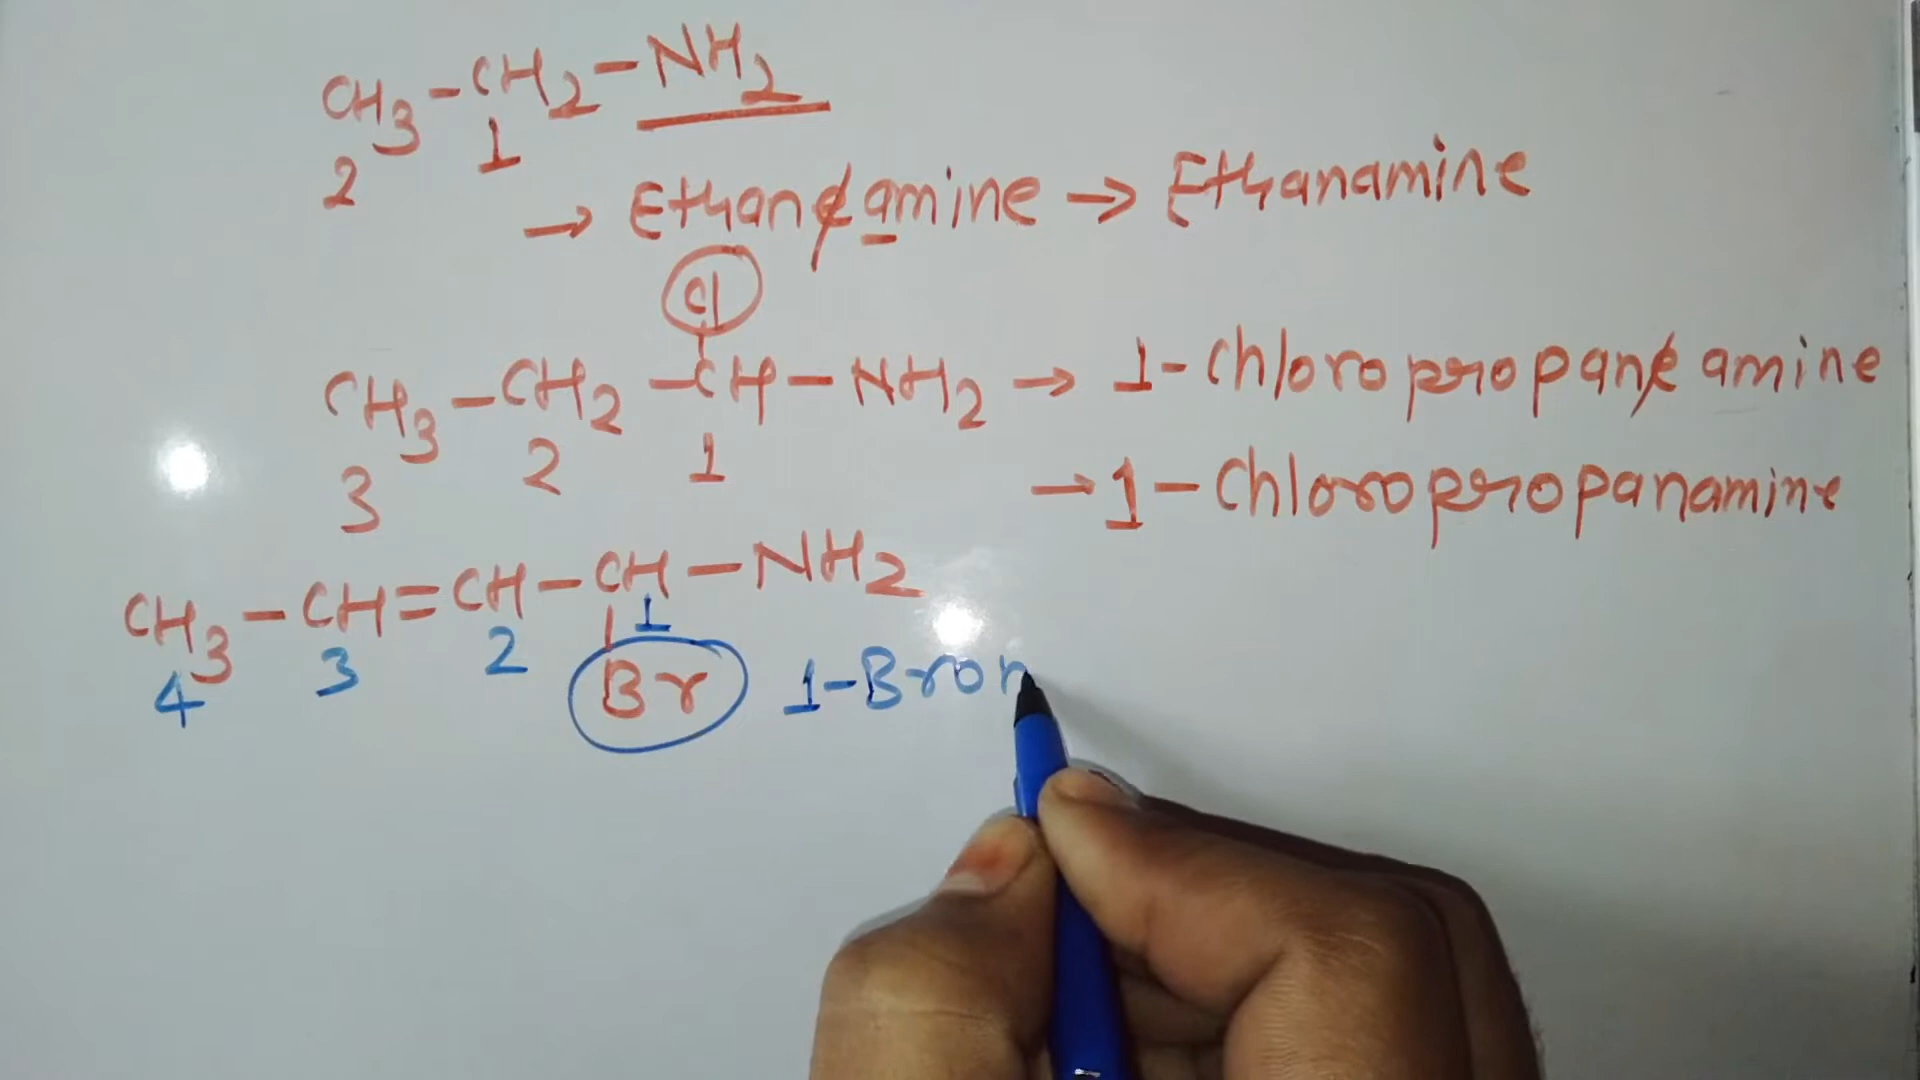 CH3-CH2-NH2
2 1
→ Ethaneamine → Ethanamine
Cl
CH3-CH2-CH-NH2 → 1-Chloropropaneamine
3 2 1
→ 1-Chloropropanamine
CH3-CH=CH-CH-NH2
4 3 2 1
Br 1-Brom